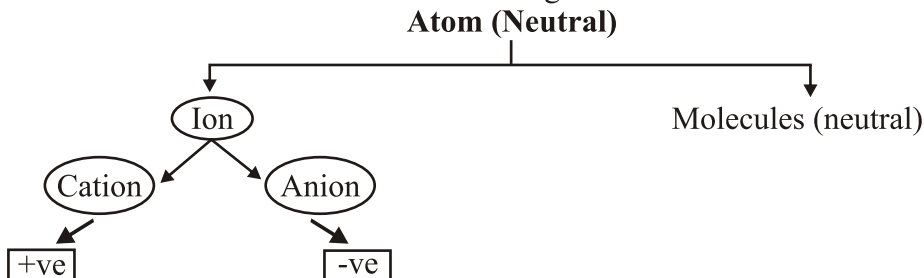 Atom (Neutral)
Ion
Molecules (neutral)
Cation
Anion
+ve
-ve